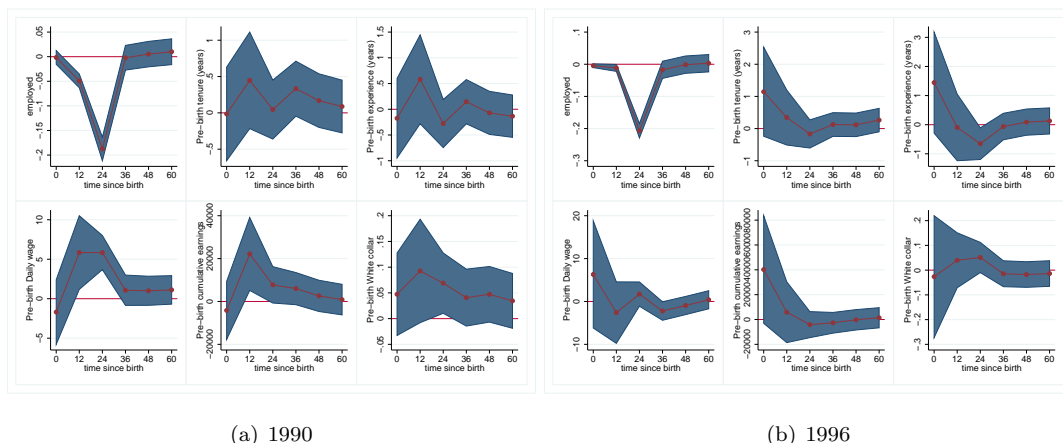 employed
.05
0
-.05
-.1
-.15
-.2
0 12 24 36 48 60
time since birth
Pre-birth tenure (years)
1
.5
0
-.5
0 12 24 36 48 60
time since birth
Pre-birth experience (years)
1.5
1
.5
0
-.5
-1
0 12 24 36 48 60
time since birth
Pre-birth Daily wage
10
5
0
-5
0 12 24 36 48 60
time since birth
Pre-birth cumulative earnings
40000
20000
0
-20000
0 12 24 36 48 60
time since birth
Pre-birth White collar
.2
.15
.1
.05
0
-.05
0 12 24 36 48 60
time since birth
(a) 1990
employed
.1
0
-.1
-.2
-.3
0 12 24 36 48 60
time since birth
Pre-birth tenure (years)
3
2
1
0
-1
0 12 24 36 48 60
time since birth
Pre-birth experience (years)
3
2
1
0
-1
0 12 24 36 48 60
time since birth
Pre-birth Daily wage
20
10
0
-10
0 12 24 36 48 60
time since birth
Pre-birth cumulative earnings
80000
60000
40000
20000
0
-20000
0 12 24 36 48 60
time since birth
Pre-birth White collar
.2
.1
0
-.1
-.2
-.3
0 12 24 36 48 60
time since birth
(b) 1996